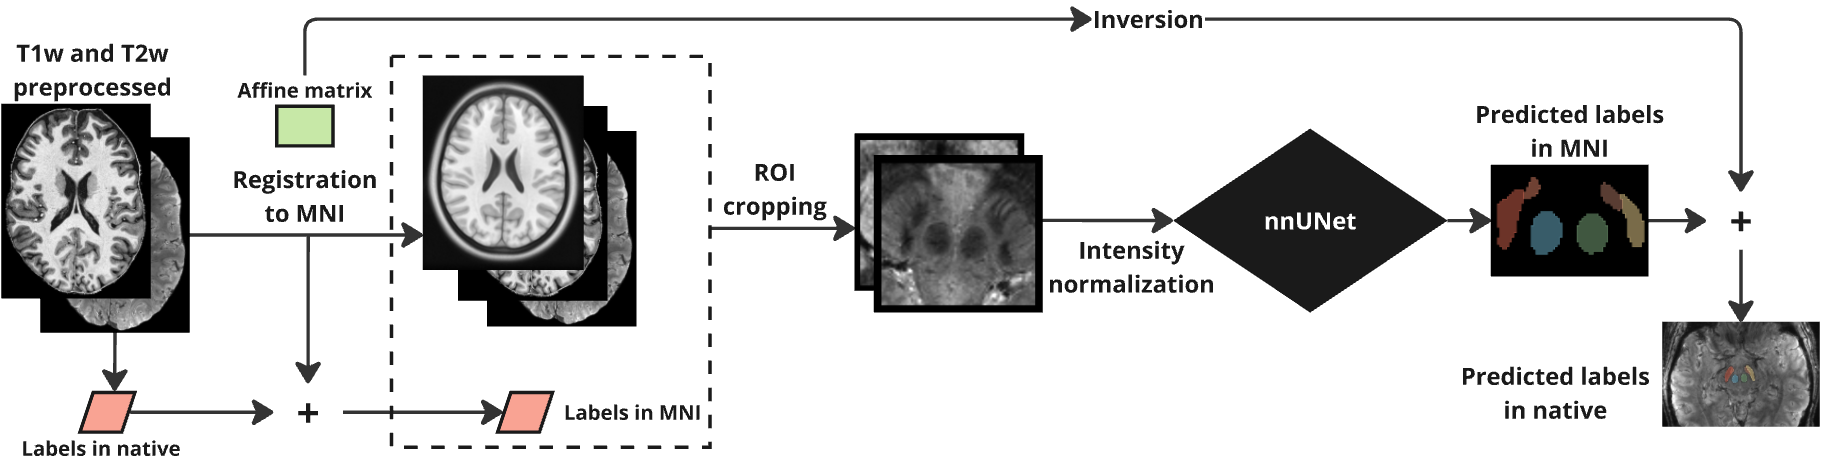 Inversion
T1w and T2w
preprocessed
Affine matrix
Registration
to MNI
ROI
cropping
Intensity
normalization
nnUNet
Predicted labels
in MNI
+
Predicted labels
in native
+
Labels in MNI
Labels in native